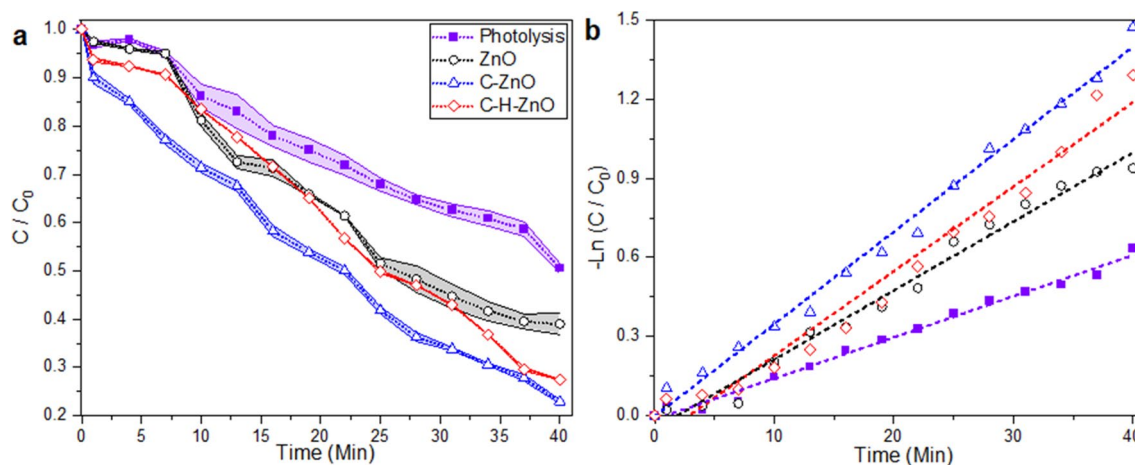 a
1.0
0.9
0.8
0.7
0.6
0.5
0.4
0.3
0.2
C / C₀
0 5 10 15 20 25 30 35 40
Time (Min)
Photolysis
ZnO
C-ZnO
C-H-ZnO
b
1.5
1.2
0.9
0.6
0.3
0.0
-Ln (C / C₀)
0 10 20 30 40
Time (Min)